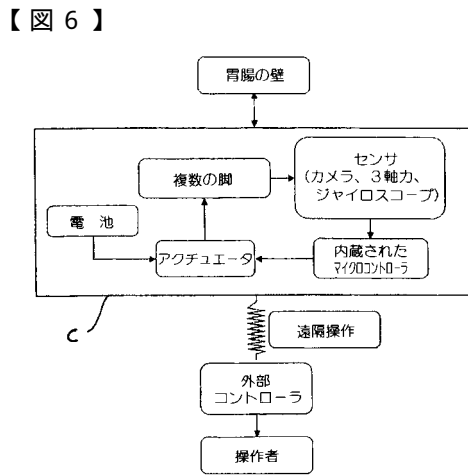 【図6】
胃腸の壁
センサ
(カメラ、3軸力、
ジャイロスコープ)
複数の脚
電 池
アクチュエータ
内蔵された
マイクロコントローラ
C
遠隔操作
外部
コントローラ
操作者